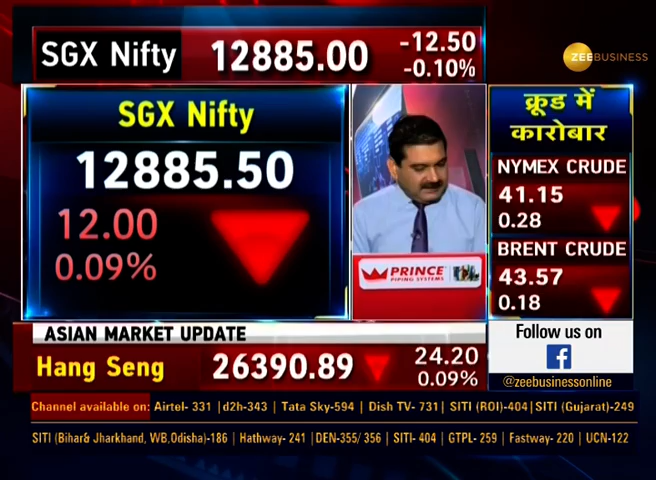 SGX Nifty 12885.00 -12.50
-0.10%
ZEEBUSINESS
SGX Nifty
12885.50
12.00
0.09%
PRINCE
PIPING SYSTEMS
क्रूड में
कारोबार
NYMEX CRUDE
41.15
0.28
BRENT CRUDE
43.57
0.18
ASIAN MARKET UPDATE
Hang Seng 26390.89 24.20
0.09%
Follow us on
@zeebusinessonline
Channel available on: Airtel- 331 | d2h-343 | Tata Sky-594 | Dish TV- 731| SITI (ROI)-404| SITI (Gujarat)-249
SITI (Bihar& Jharkhand, WB,Odisha)-186 | Hathway- 241 |DEN-355/ 356 | SITI- 404 | GTPL- 259 | Fastway- 220 | UCN-122